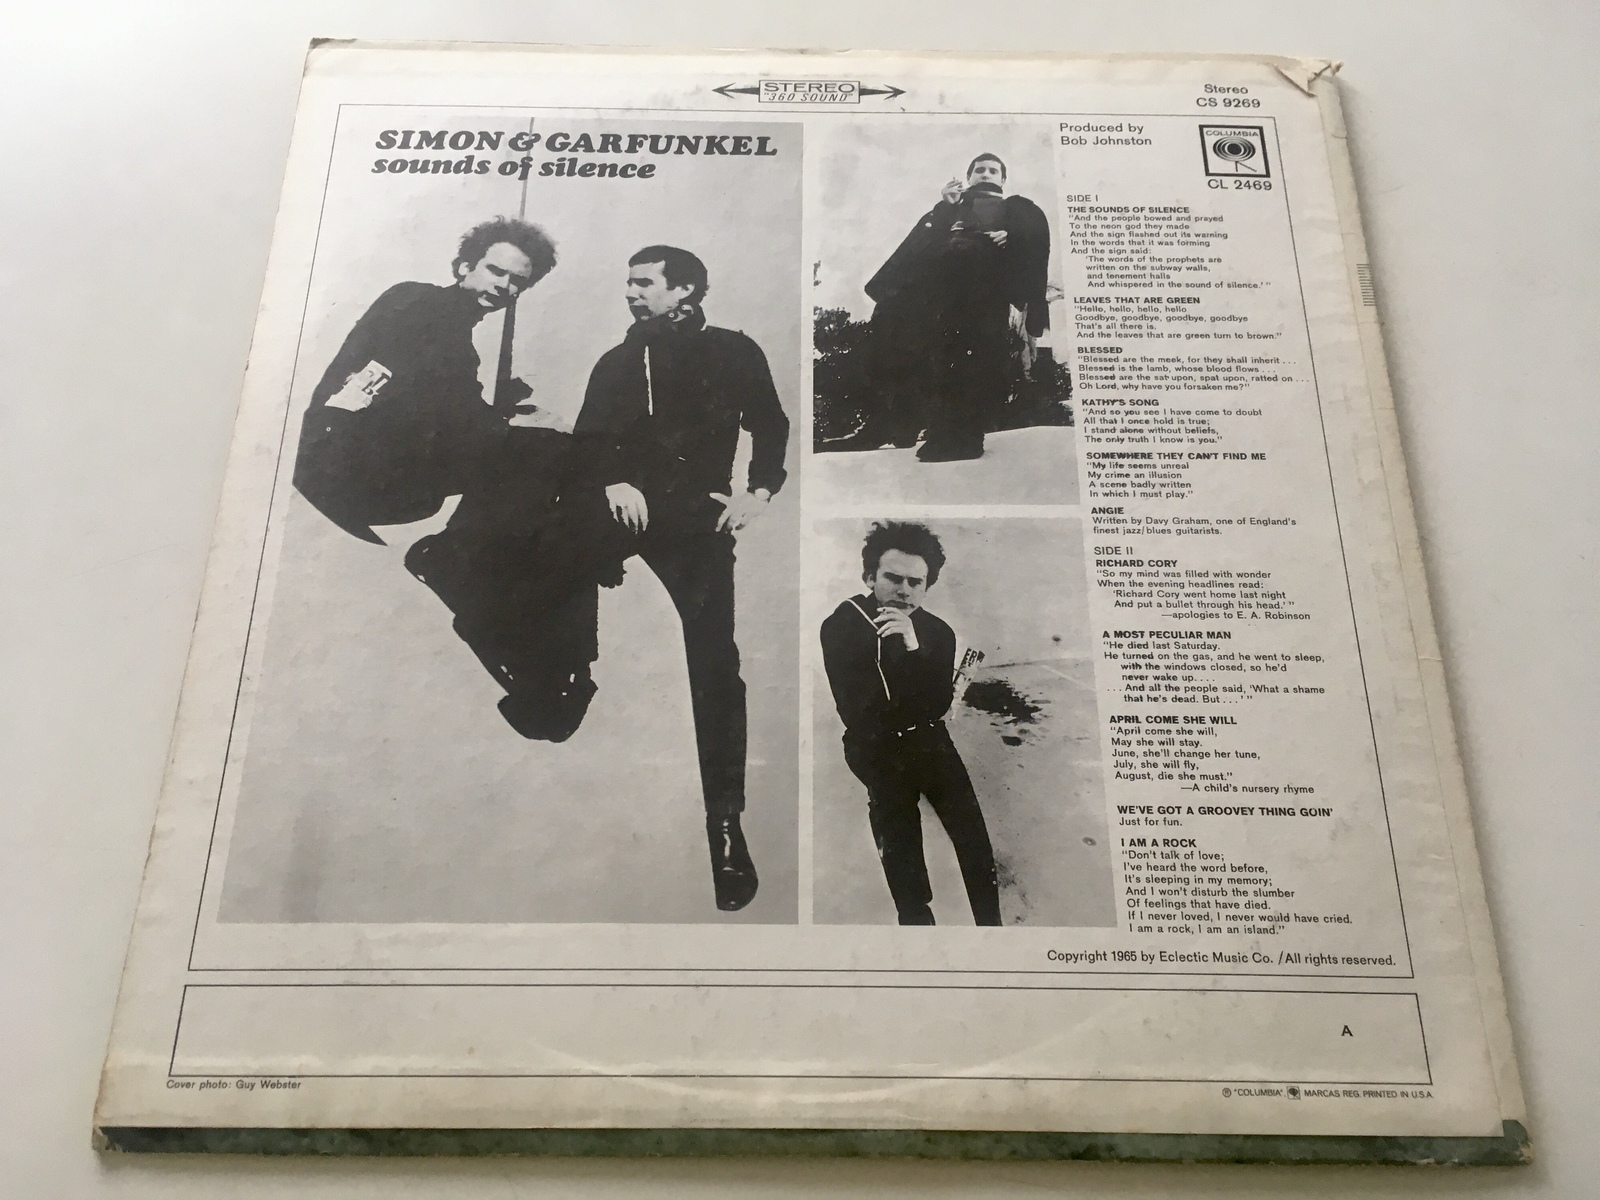 STEREO
"360 SOUND"
Stereo
CS 9269
SIMON & GARFUNKEL
sounds of silence
Produced by
Bob Johnston
COLUMBIA
CL 2469
SIDE I
THE SOUNDS OF SILENCE
"And the people bowed and prayed
To the neon god they made
And the sign flashed out its warning
In the words that it was forming
And the sign said:
'The words of the prophets are
written on the subway walls,
and tenement halls
And whispered in the sound of silence.' "
LEAVES THAT ARE GREEN
"Hello, hello, hello, hello
Goodbye, goodbye, goodbye, goodbye
That's all there is.
And the leaves that are green turn to brown."
BLESSED
"Blessed are the meek, for they shall inherit . . .
Blessed is the lamb, whose blood flows . . .
Blessed are the sat upon, spat upon, ratted on . . .
Oh Lord, why have you forsaken me?"
KATHY'S SONG
"And so you see I have come to doubt
All that I once hold is true;
I stand alone without beliefs,
The only truth I know is you."
SOMEWHERE THEY CAN'T FIND ME
"My life seems unreal
My crime an illusion
A scene badly written
In which I must play."
ANGIE
Written by Davy Graham, one of England's
finest jazz/blues guitarists.
SIDE II
RICHARD CORY
"So my mind was filled with wonder
When the evening headlines read:
'Richard Cory went home last night
And put a bullet through his head.' "
—apologies to E. A. Robinson
A MOST PECULIAR MAN
"He died last Saturday.
He turned on the gas, and he went to sleep,
with the windows closed, so he'd
never wake up. . . .
. . . And all the people said, 'What a shame
that he's dead. But . . . ' "
APRIL COME SHE WILL
"April come she will,
May she will stay.
June, she'll change her tune,
July, she will fly,
August, die she must."
—A child's nursery rhyme
WE'VE GOT A GROOVEY THING GOIN'
Just for fun.
I AM A ROCK
"Don't talk of love;
I've heard the word before,
It's sleeping in my memory;
And I won't disturb the slumber
Of feelings that have died.
If I never loved, I never would have cried.
I am a rock, I am an island."
Copyright 1965 by Eclectic Music Co. /All rights reserved.
A
Cover photo: Guy Webster
® "COLUMBIA", MARCAS REG. PRINTED IN U.S.A.